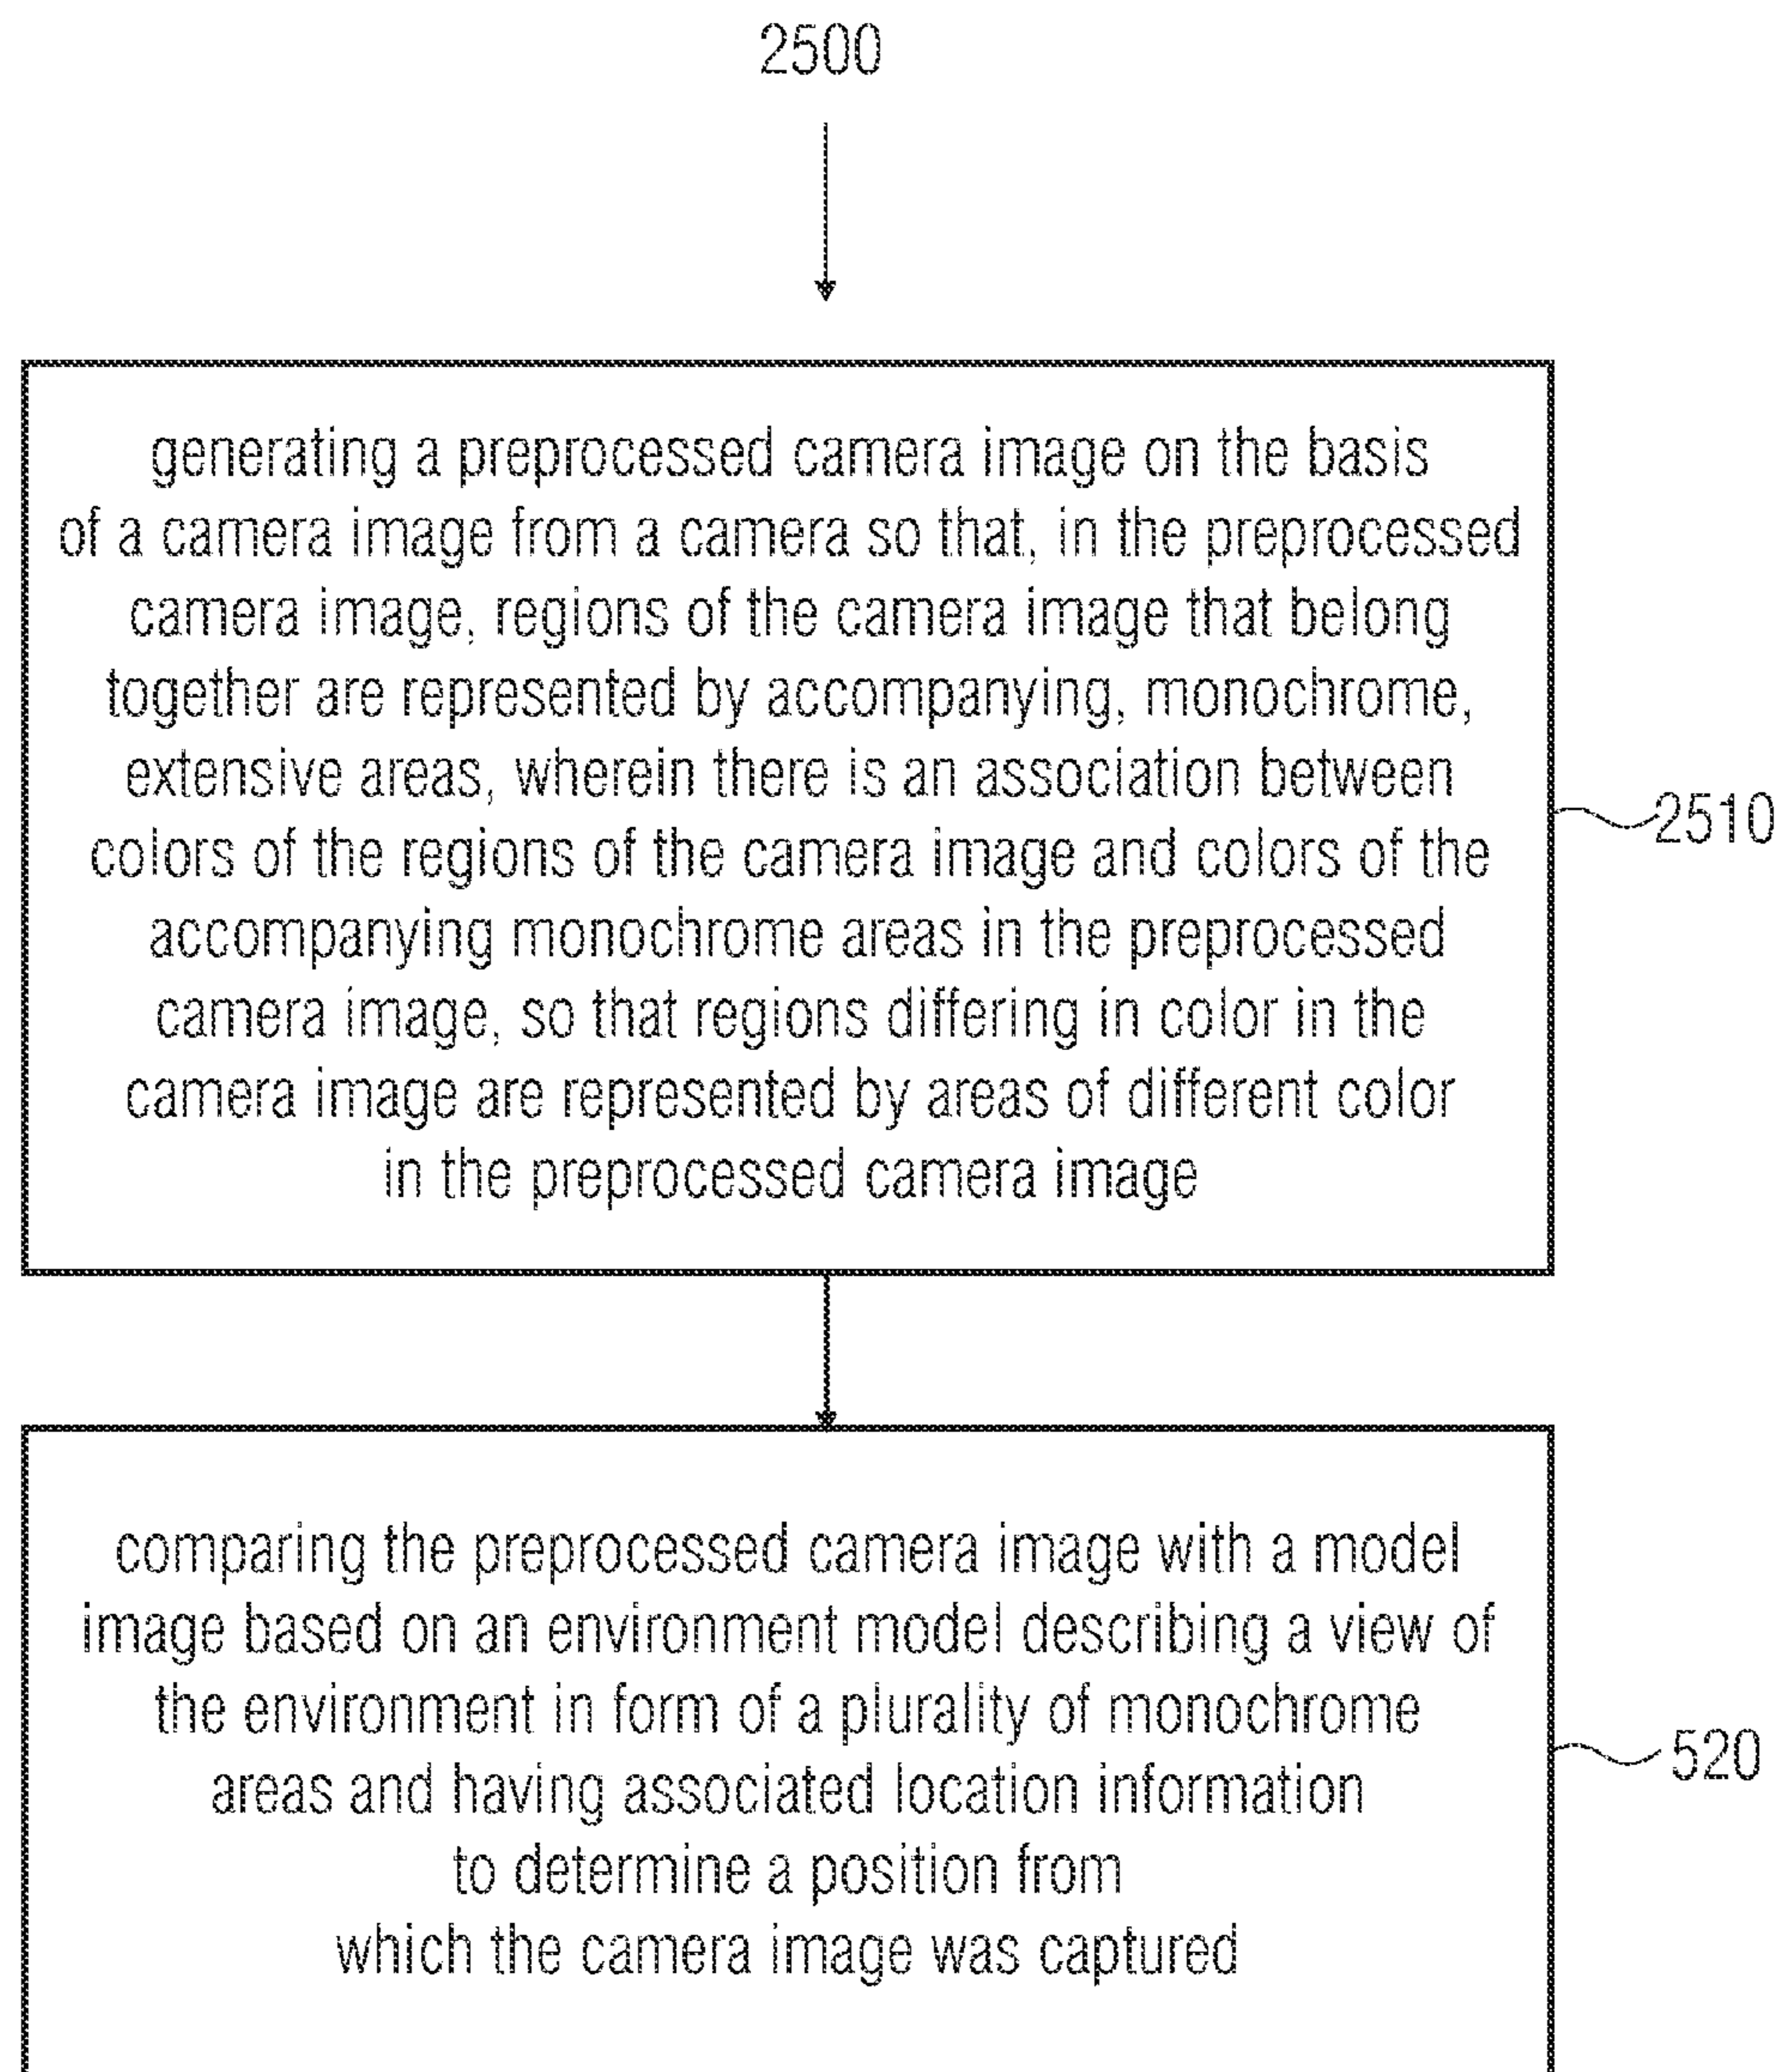 2500
generating a preprocessed camera image on the basis
of a camera image from a camera so that, in the preprocessed
camera image, regions of the camera image that belong
together are represented by accompanying, monochrome,
extensive areas, wherein there is an association between
colors of the regions of the camera image and colors of the
accompanying monochrome areas in the preprocessed
camera image, so that regions differing in color in the
camera image are represented by areas of different color
in the preprocessed camera image
2510
comparing the preprocessed camera image with a model
image based on an environment model describing a view of
the environment in form of a plurality of monochrome
areas and having associated location information
to determine a position from
which the camera image was captured
520